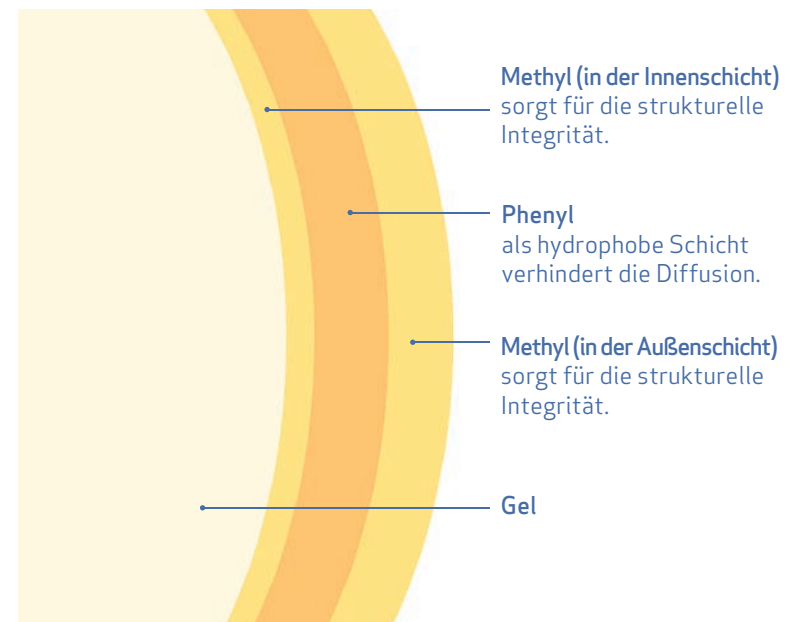 Methyl (in der Innenschicht)
sorgt für die strukturelle
Integrität.
Phenyl
als hydrophobe Schicht
verhindert die Diffusion.
Methyl (in der Außenschicht)
sorgt für die strukturelle
Integrität.
Gel